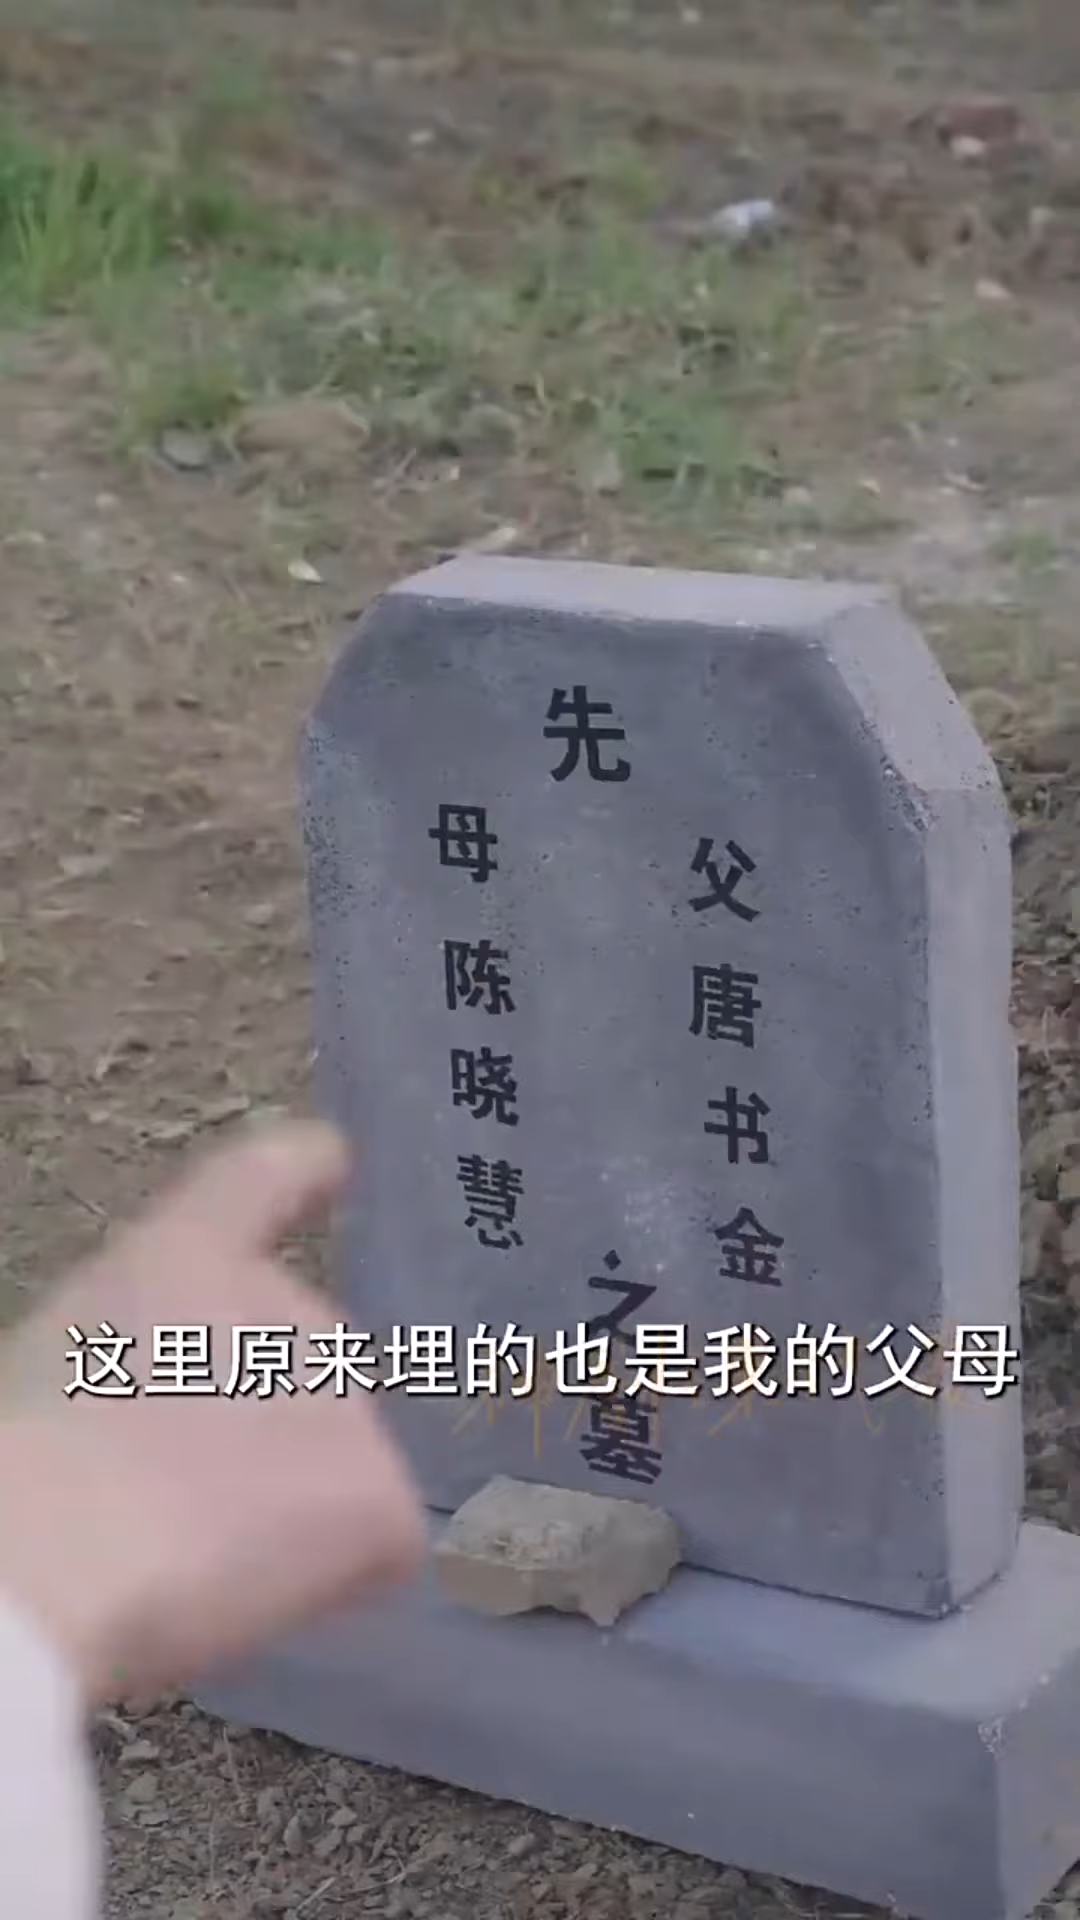 先
父唐书金
母陈晓慧
之墓
这里原来埋的也是我的父母